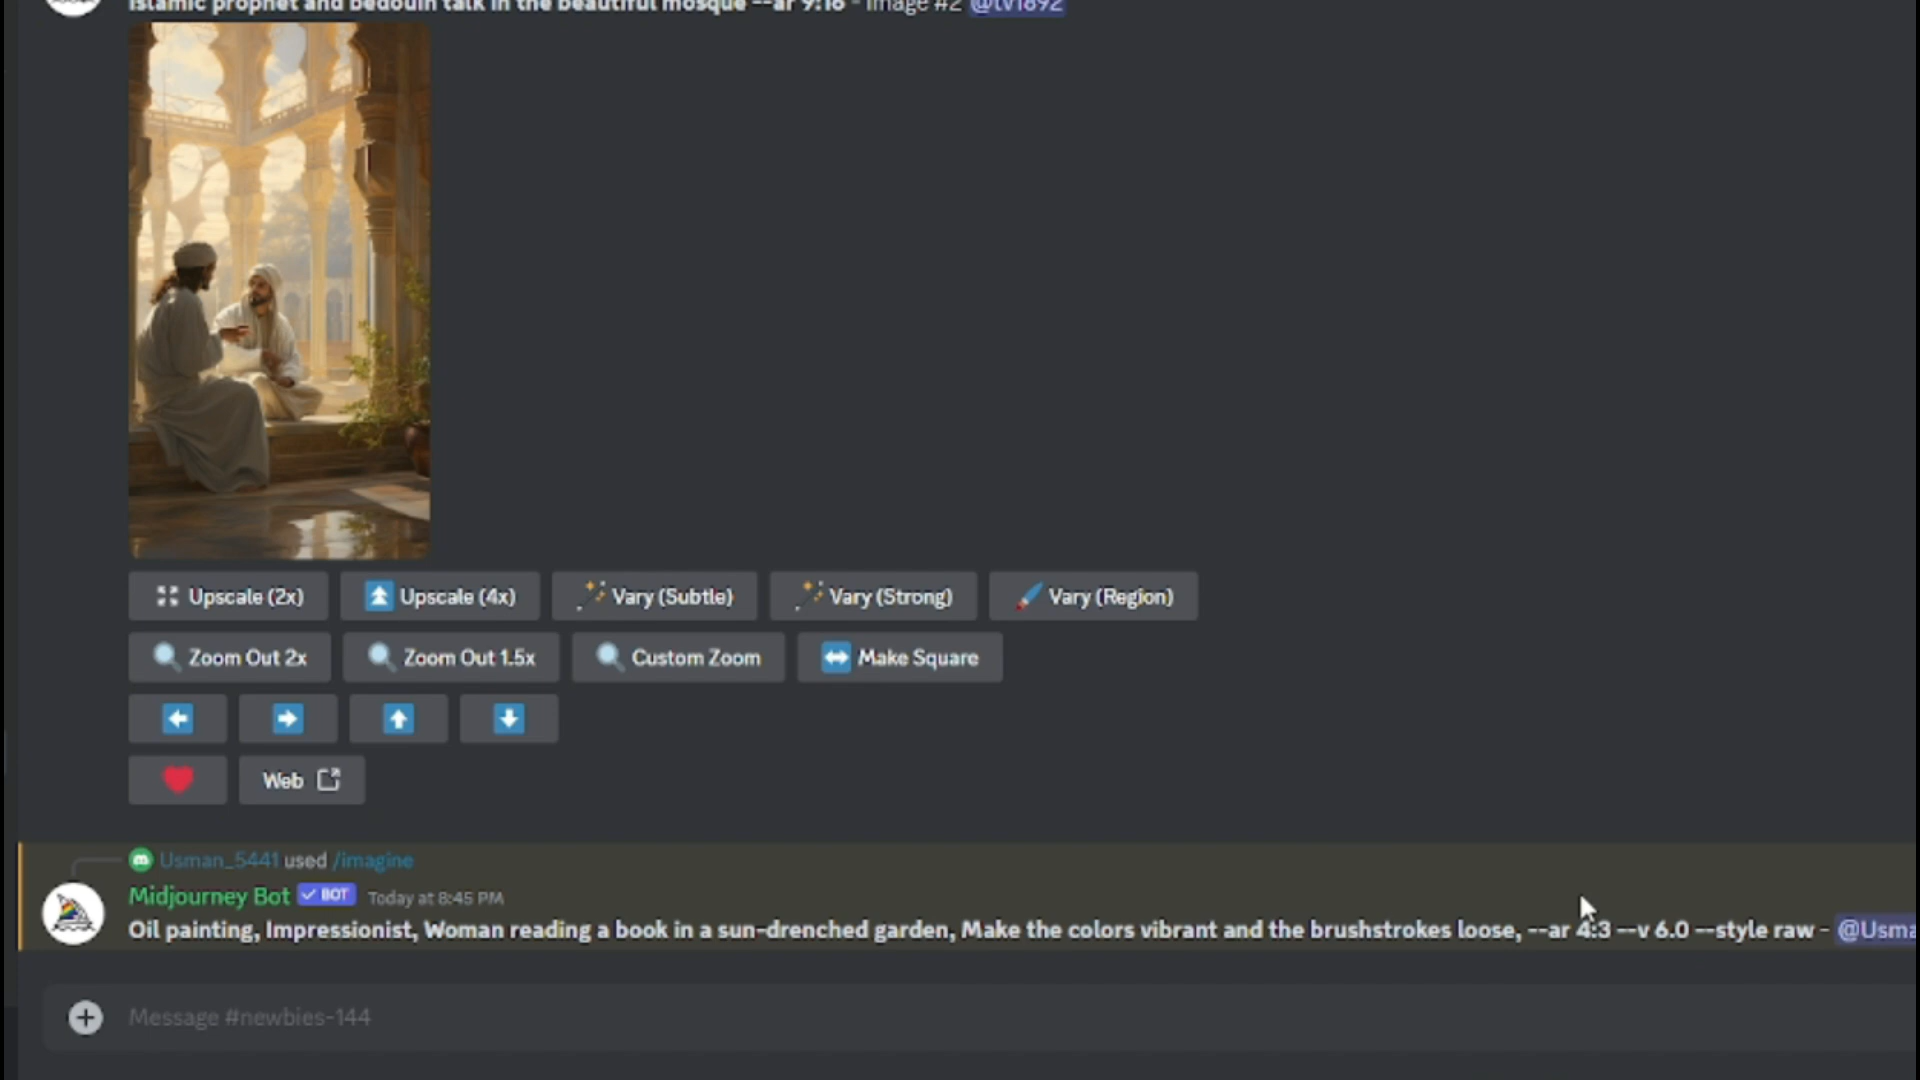 Islamic prophet and bedouin talk in the beautiful mosque --ar 9:16 - Image #2 @tv1892
Upscale (2x) Upscale (4x) Vary (Subtle) Vary (Strong) Vary (Region)
Zoom Out 2x Zoom Out 1.5x Custom Zoom Make Square
Web
Usman_5441 used /imagine
Midjourney Bot BOT Today at 8:45 PM
Oil painting, Impressionist, Woman reading a book in a sun-drenched garden, Make the colors vibrant and the brushstrokes loose, --ar 4:3 --v 6.0 --style raw - @Usma
Message #newbies-144